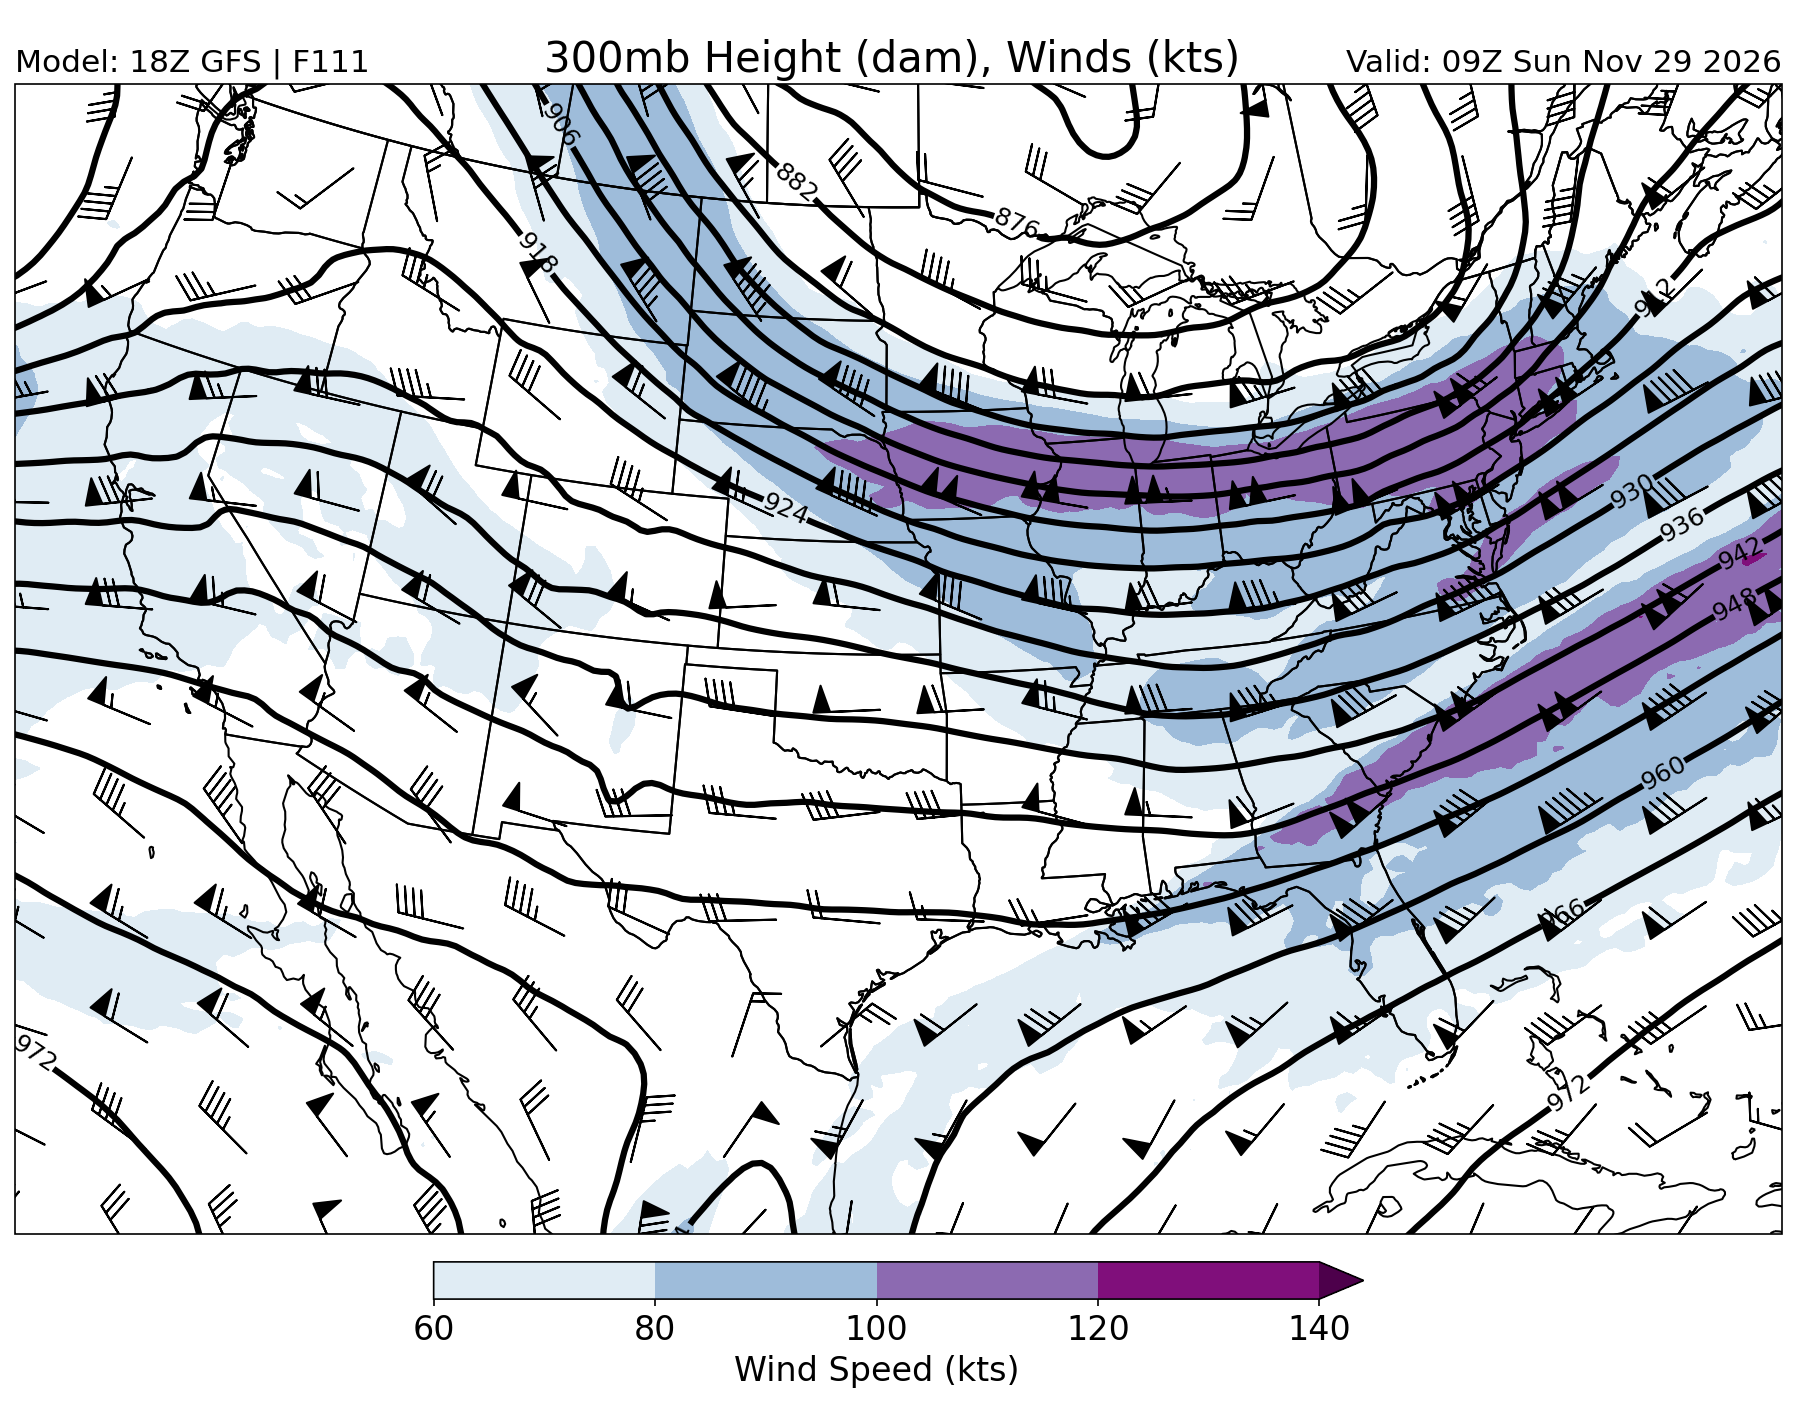 Model: 18Z GFS | F111
300mb Height (dam), Winds (kts)
Valid: 09Z Sun Nov 29 2026
906
882
876
918
912
924
930
936
942
948
960
966
972
972
60 80 100 120 140
Wind Speed (kts)